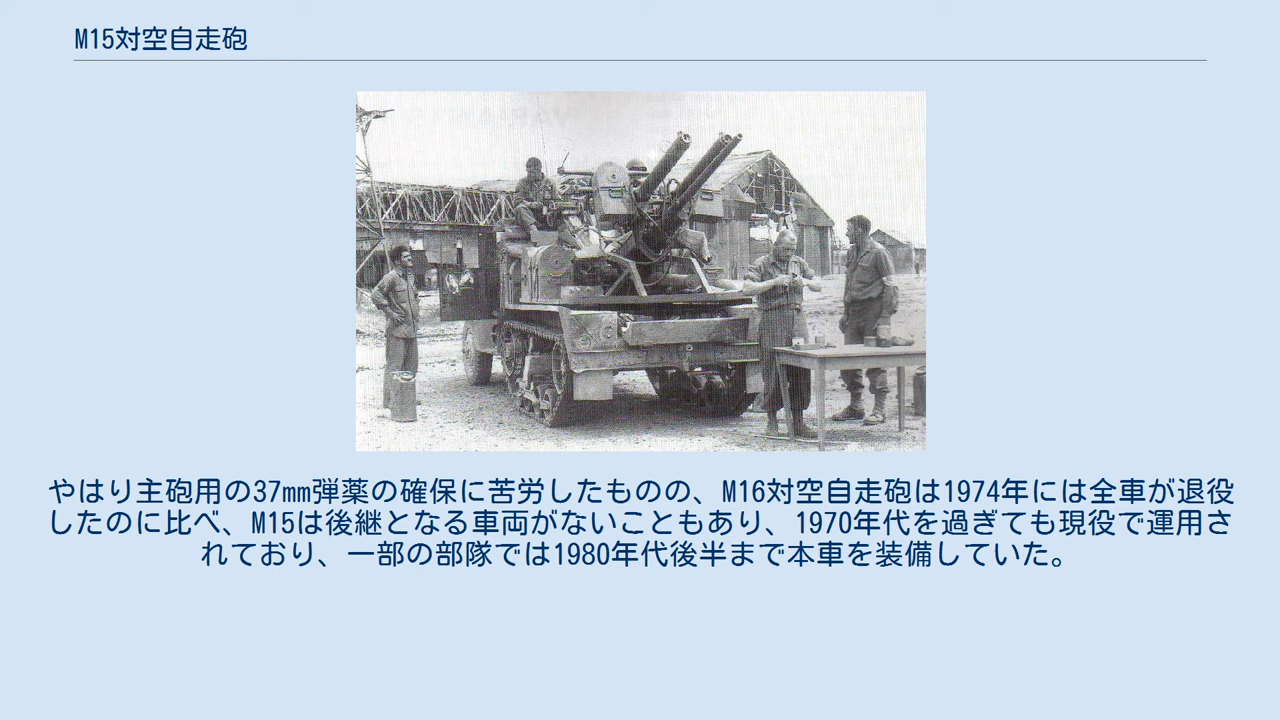 M15対空自走砲
やはり主砲用の37mm弾薬の確保に苦労したものの、M16対空自走砲は1974年には全車が退役
したのに比べ、M15は後継となる車両がないこともあり、1970年代を過ぎても現役で運用さ
れており、一部の部隊では1980年代後半まで本車を装備していた。